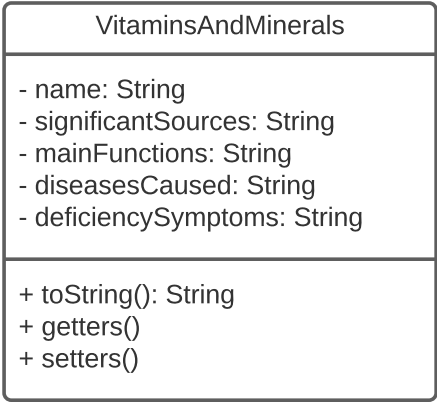 VitaminsAndMinerals
- name: String
- significantSources: String
- mainFunctions: String
- diseasesCaused: String
- deficiencySymptoms: String
+ toString(): String
+ getters()
+ setters()